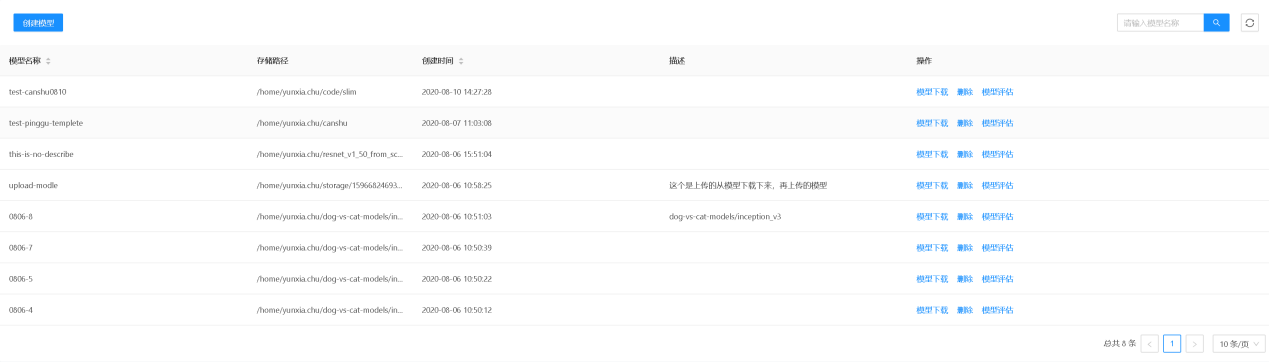 创建模型 请输入模型名称
模型名称 存储路径 创建时间 描述 操作
test-canshu0810 /home/yunxia.chu/code/slim 2020-08-10 14:27:28 模型下载 删除 模型评估
test-pinggu-templete /home/yunxia.chu/canshu 2020-08-07 11:03:08 模型下载 删除 模型评估
this-is-no-describe /home/yunxia.chu/resnet_v1_50_from_sc... 2020-08-06 15:51:04 模型下载 删除 模型评估
upload-modle /home/yunxia.chu/storage/15966824693... 2020-08-06 10:58:25 这个是上传的从模型下载下来，再上传的模型 模型下载 删除 模型评估
0806-8 /home/yunxia.chu/dog-vs-cat-models/in... 2020-08-06 10:51:03 dog-vs-cat-models/inception_v3 模型下载 删除 模型评估
0806-7 /home/yunxia.chu/dog-vs-cat-models/in... 2020-08-06 10:50:39 模型下载 删除 模型评估
0806-5 /home/yunxia.chu/dog-vs-cat-models/in... 2020-08-06 10:50:22 模型下载 删除 模型评估
0806-4 /home/yunxia.chu/dog-vs-cat-models/in... 2020-08-06 10:50:12 模型下载 删除 模型评估
总共 8 条 < 1 > 10 条/页